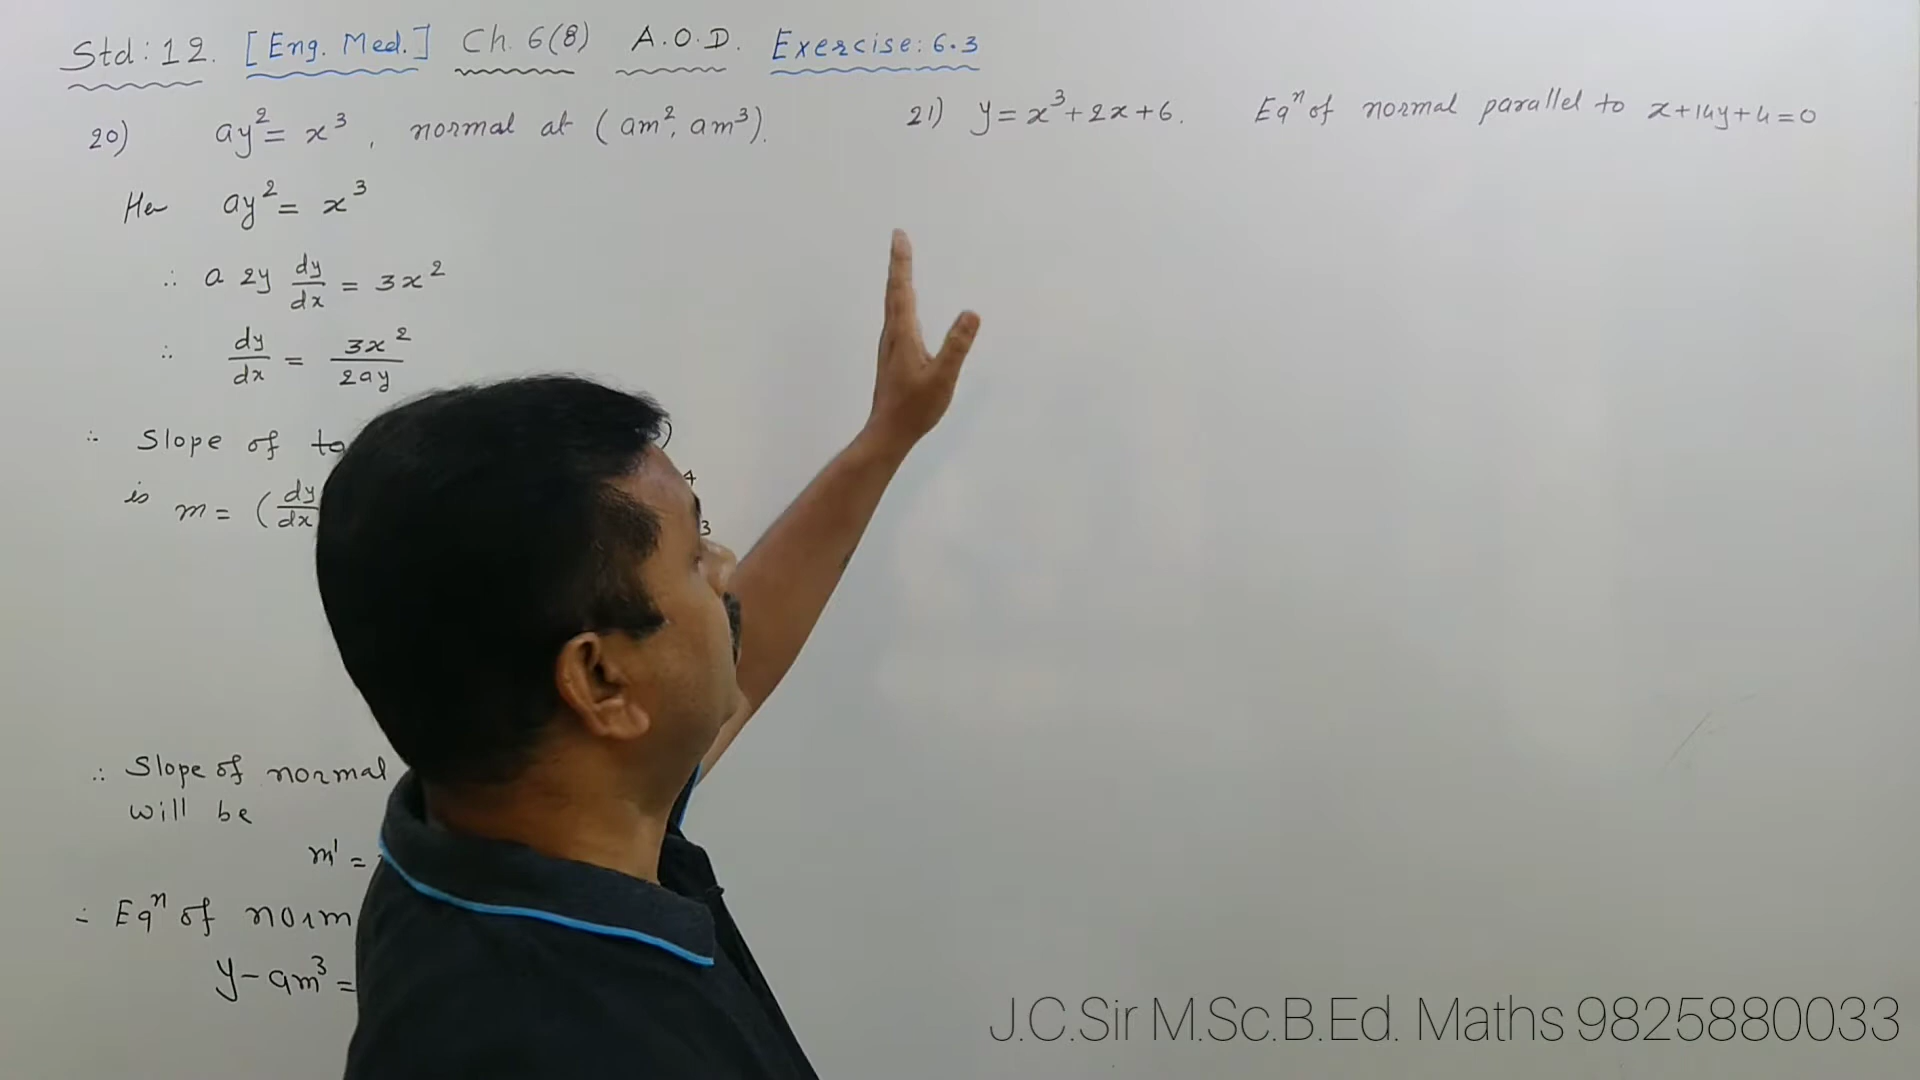 Std: 12. [Eng. Med.] Ch. 6(8) A.O.D. Exercise: 6.3
20) ay² = x³, normal at (am², am³).
Her ay² = x³
∴ a 2y dy/dx = 3x²
∴ dy/dx = 3x²/2ay
∴ Slope of
is m = (dy/dx
∴ Slope of normal
will be
m' =
∴ Eqⁿ of norm
y - am³ =
21) y = x³ + 2x + 6. Eqⁿ of normal parallel to x + 14y + 4 = 0
J.C.Sir M.Sc.B.Ed. Maths 9825880033